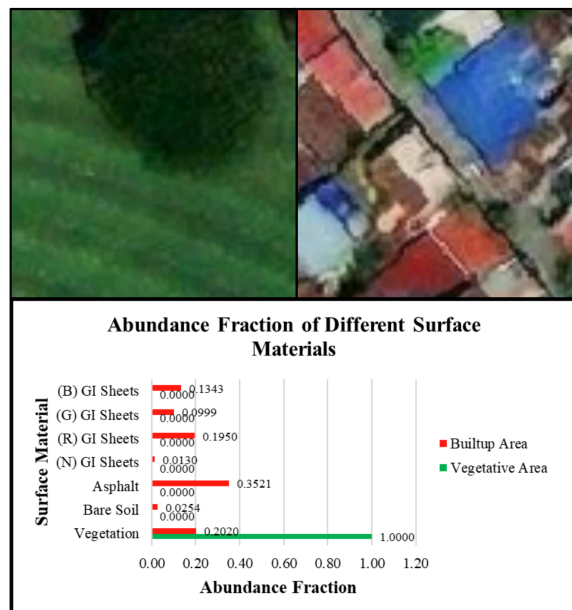 Abundance Fraction of Different Surface
Materials
Surface Material
(B) GI Sheets
0.1343
0.0000
(G) GI Sheets
0.0999
0.0000
(R) GI Sheets
0.1950
0.0000
(N) GI Sheets
0.0130
0.0000
Asphalt
0.3521
0.0000
Bare Soil
0.0254
0.0000
Vegetation
0.2020
1.0000
Builtup Area
Vegetative Area
0.00 0.20 0.40 0.60 0.80 1.00 1.20
Abundance Fraction